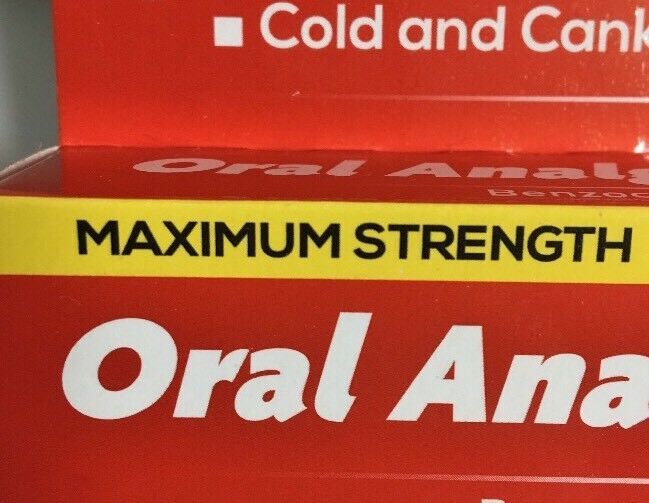 ■ Cold and Cank
Oral Analg
Benzoc
MAXIMUM STRENGTH
Oral Ana